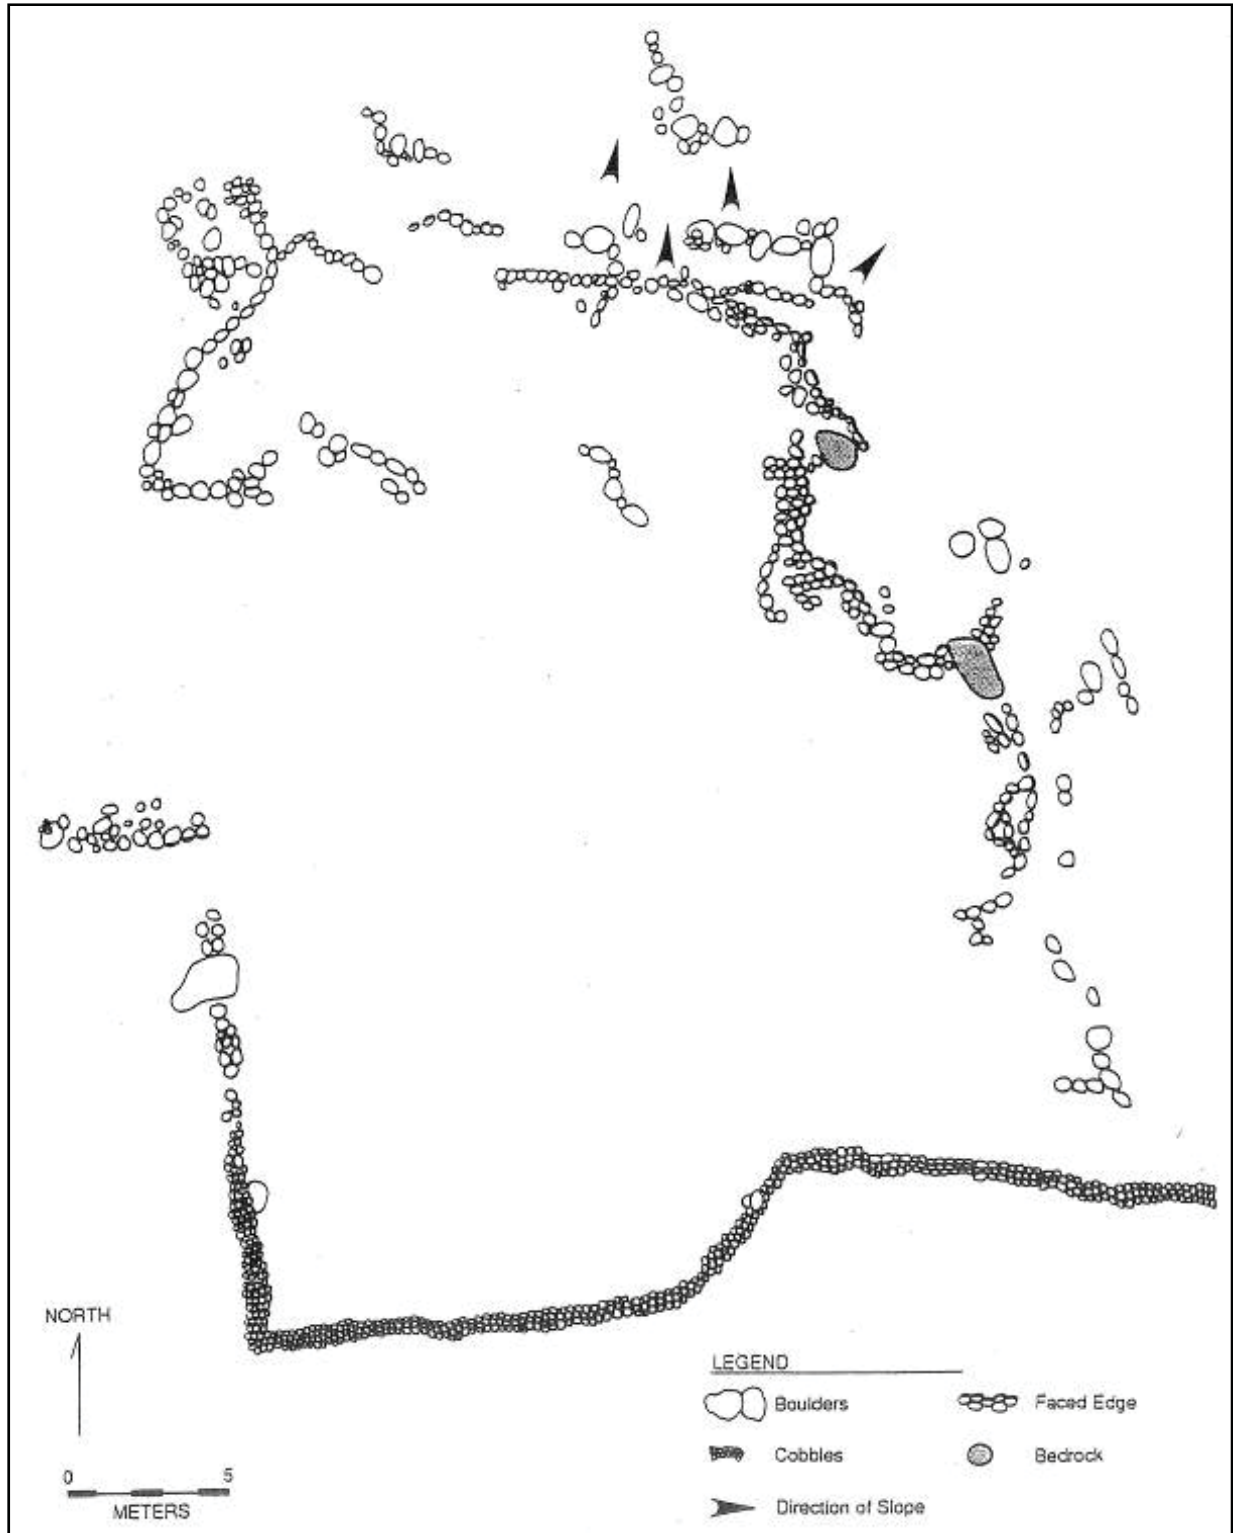 NORTH
0 5
METERS
LEGEND
Boulders
Faced Edge
Cobbles
Bedrock
Direction of Slope